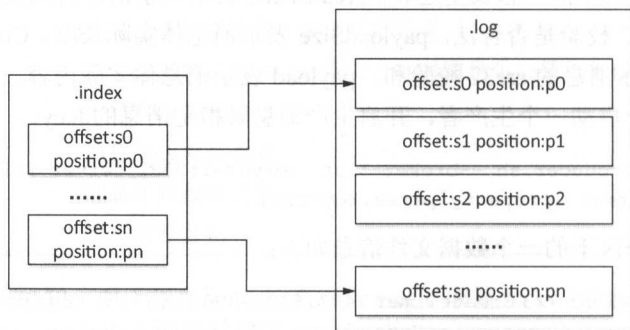 .index
offset:s0
position:p0
......
offset:sn
position:pn
.log
offset:s0 position:p0
offset:s1 position:p1
offset:s2 position:p2
......
offset:sn position:pn